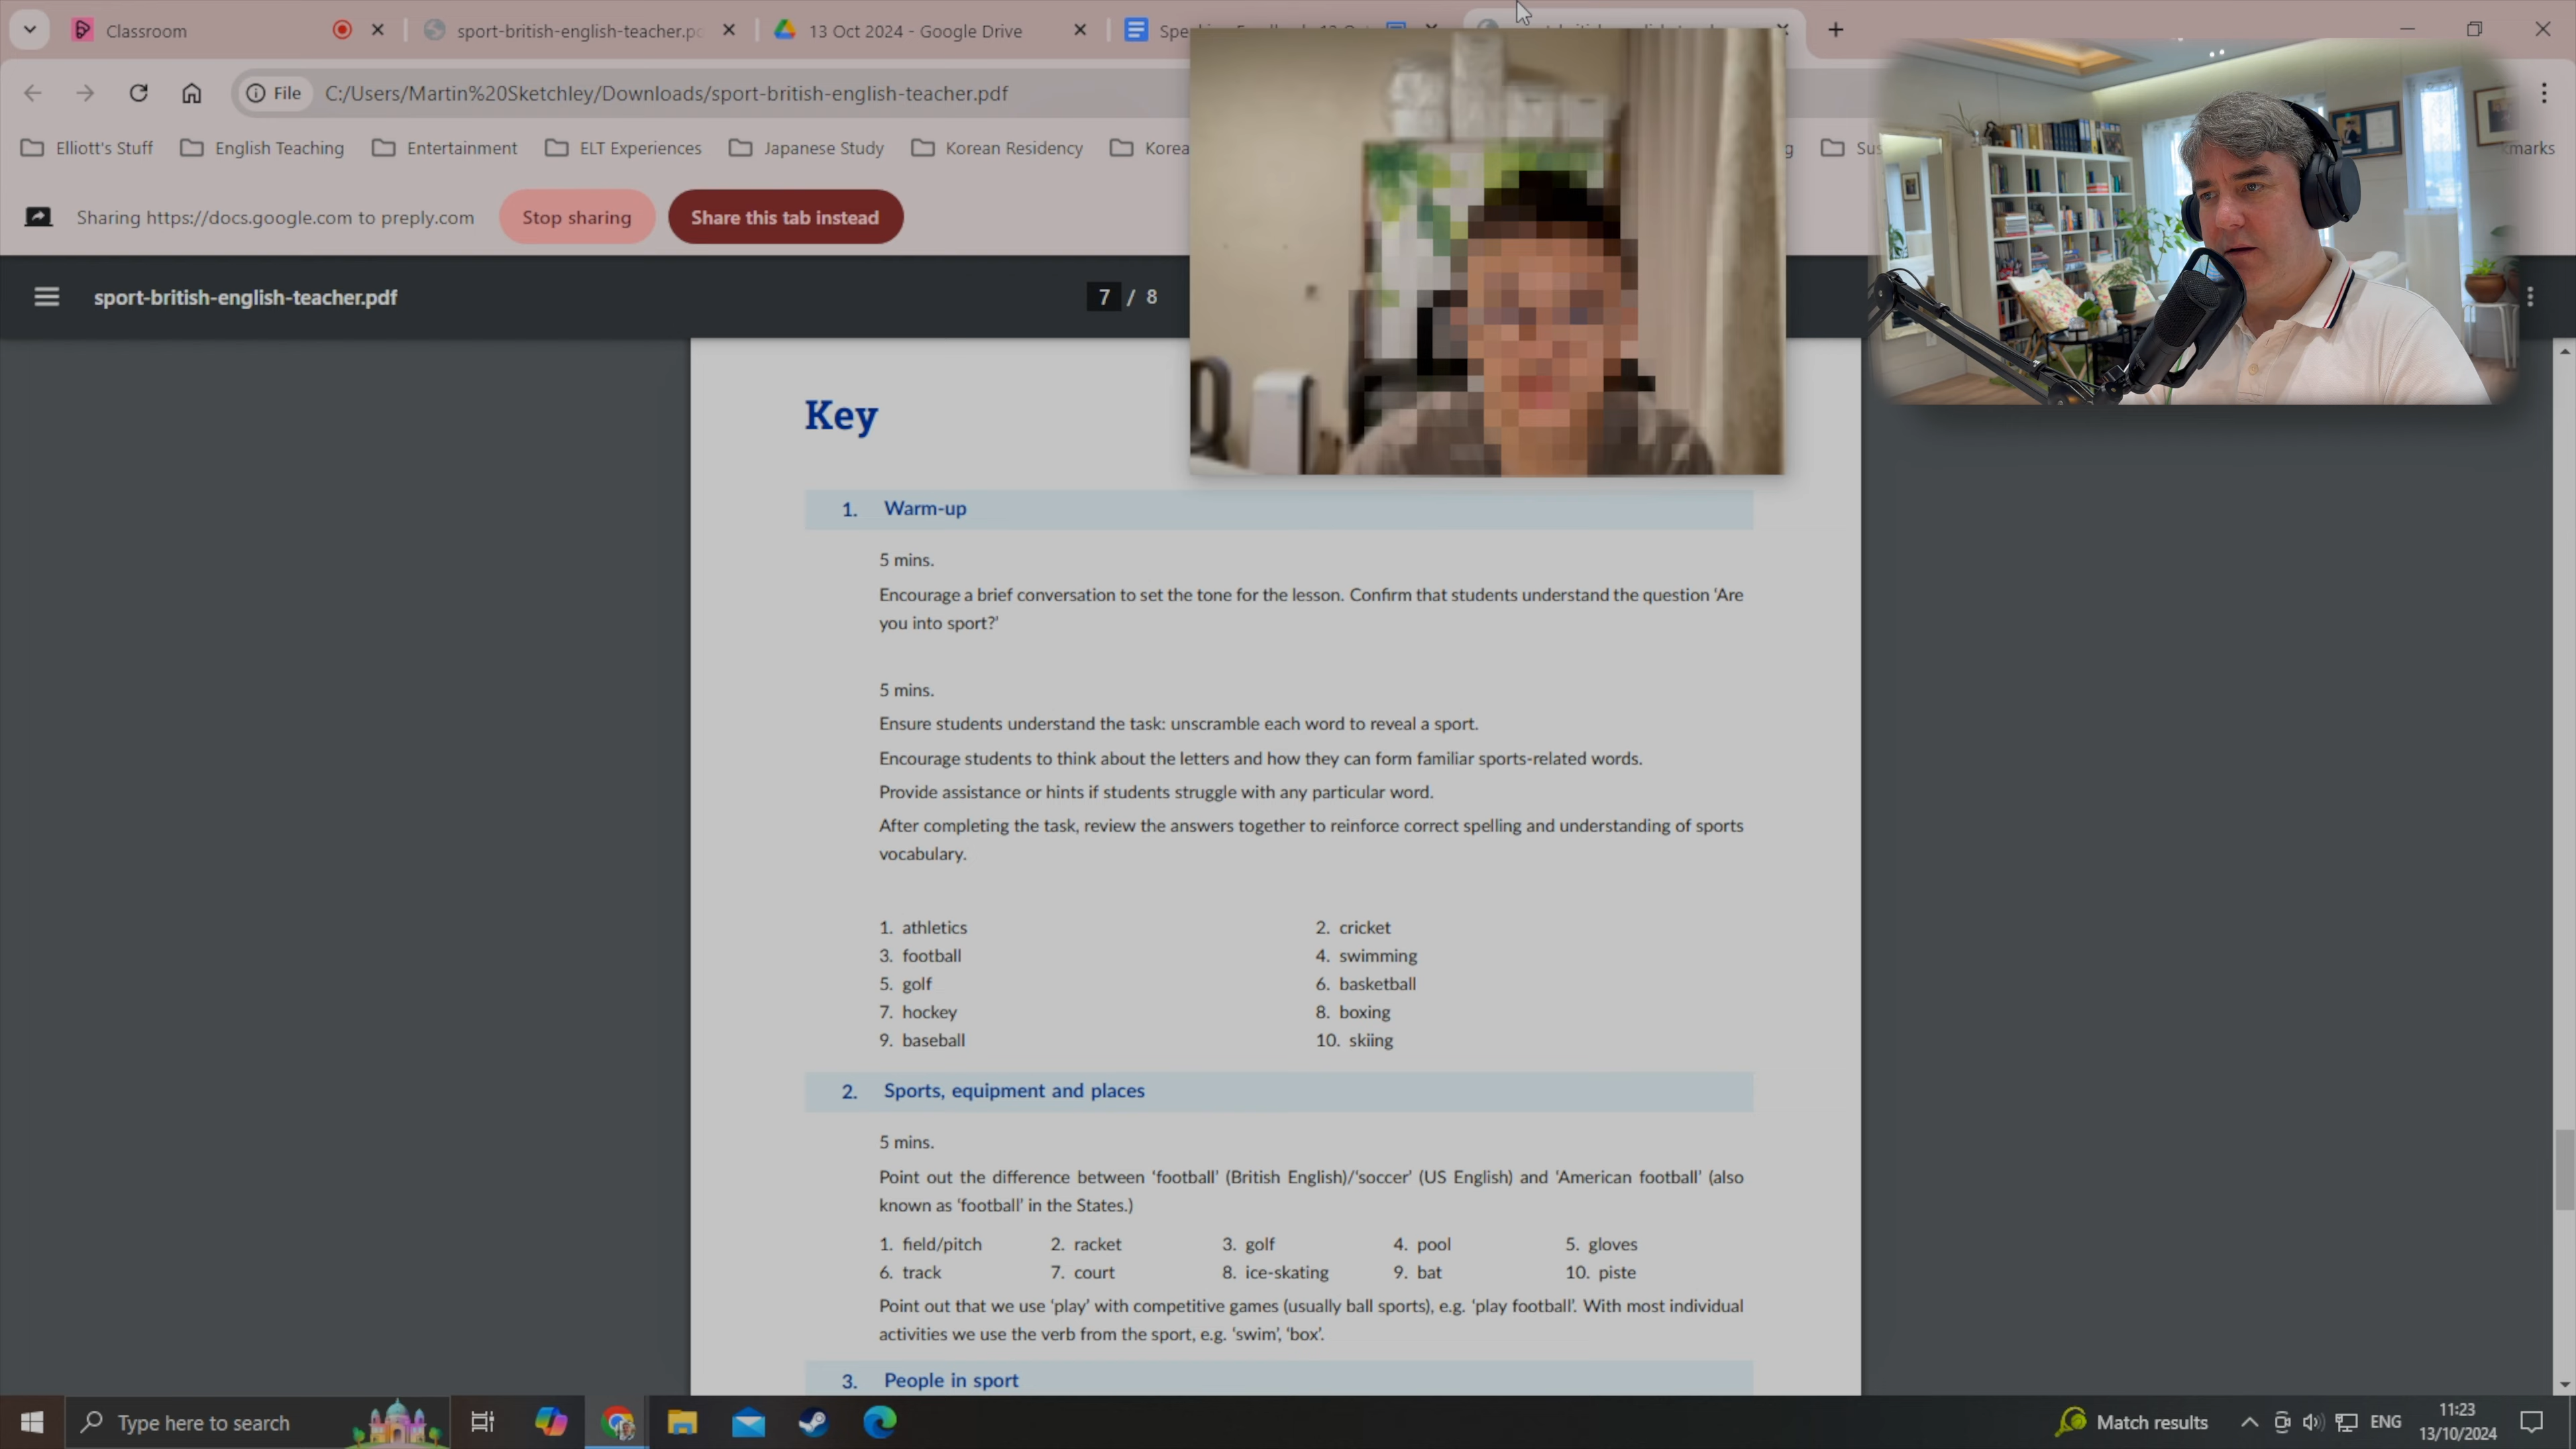 Classroom
sport-british-english-teacher.pd
13 Oct 2024 - Google Drive
File C:/Users/Martin%20Sketchley/Downloads/sport-british-english-teacher.pdf
Elliott's Stuff English Teaching Entertainment ELT Experiences Japanese Study Korean Residency Korea
Sharing https://docs.google.com to preply.com Stop sharing Share this tab instead
sport-british-english-teacher.pdf 7 / 8
Key
1. Warm-up
5 mins.
Encourage a brief conversation to set the tone for the lesson. Confirm that students understand the question ‘Are
you into sport?’
5 mins.
Ensure students understand the task: unscramble each word to reveal a sport.
Encourage students to think about the letters and how they can form familiar sports-related words.
Provide assistance or hints if students struggle with any particular word.
After completing the task, review the answers together to reinforce correct spelling and understanding of sports
vocabulary.
1. athletics 2. cricket
3. football 4. swimming
5. golf 6. basketball
7. hockey 8. boxing
9. baseball 10. skiing
2. Sports, equipment and places
5 mins.
Point out the difference between ‘football’ (British English)/‘soccer’ (US English) and ‘American football’ (also
known as ‘football’ in the States.)
1. field/pitch 2. racket 3. golf 4. pool 5. gloves
6. track 7. court 8. ice-skating 9. bat 10. piste
Point out that we use ‘play’ with competitive games (usually ball sports), e.g. ‘play football’. With most individual
activities we use the verb from the sport, e.g. ‘swim’, ‘box’.
3. People in sport
Type here to search
Match results
ENG
11:23
13/10/2024